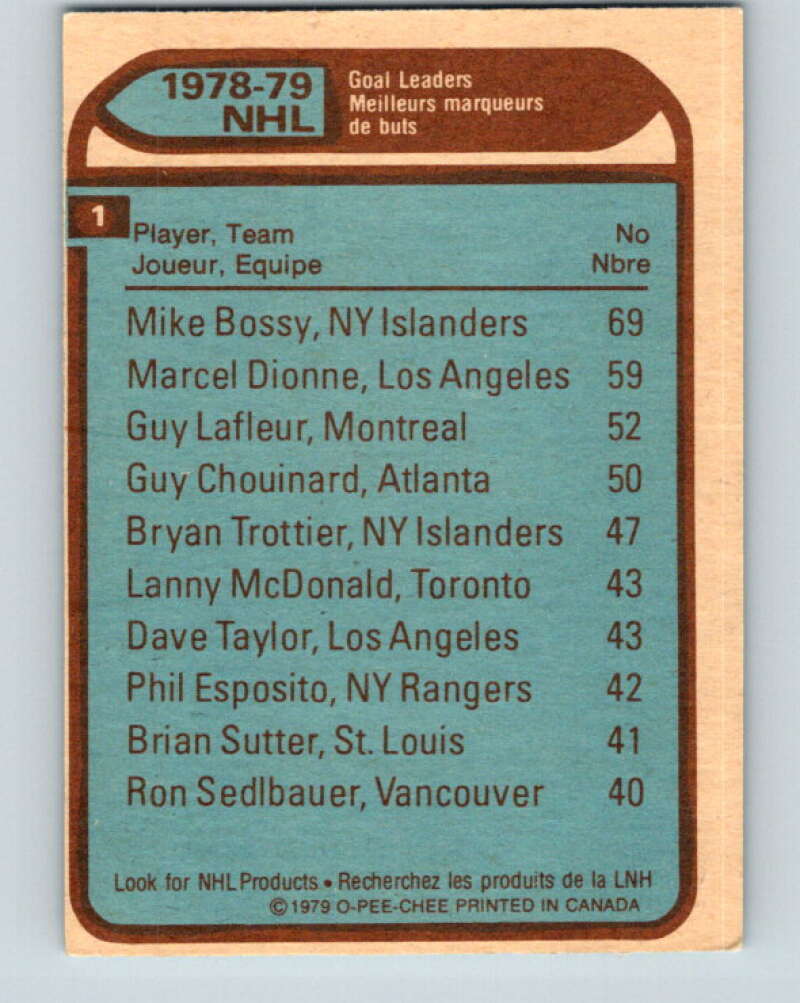 1978-79
NHL
Goal Leaders
Meilleurs marqueurs
de buts
1
Player, Team No
Joueur, Equipe Nbre
Mike Bossy, NY Islanders 69
Marcel Dionne, Los Angeles 59
Guy Lafleur, Montreal 52
Guy Chouinard, Atlanta 50
Bryan Trottier, NY Islanders 47
Lanny McDonald, Toronto 43
Dave Taylor, Los Angeles 43
Phil Esposito, NY Rangers 42
Brian Sutter, St. Louis 41
Ron Sedlbauer, Vancouver 40
Look for NHL Products • Recherchez les produits de la LNH
© 1979 O-PEE-CHEE PRINTED IN CANADA